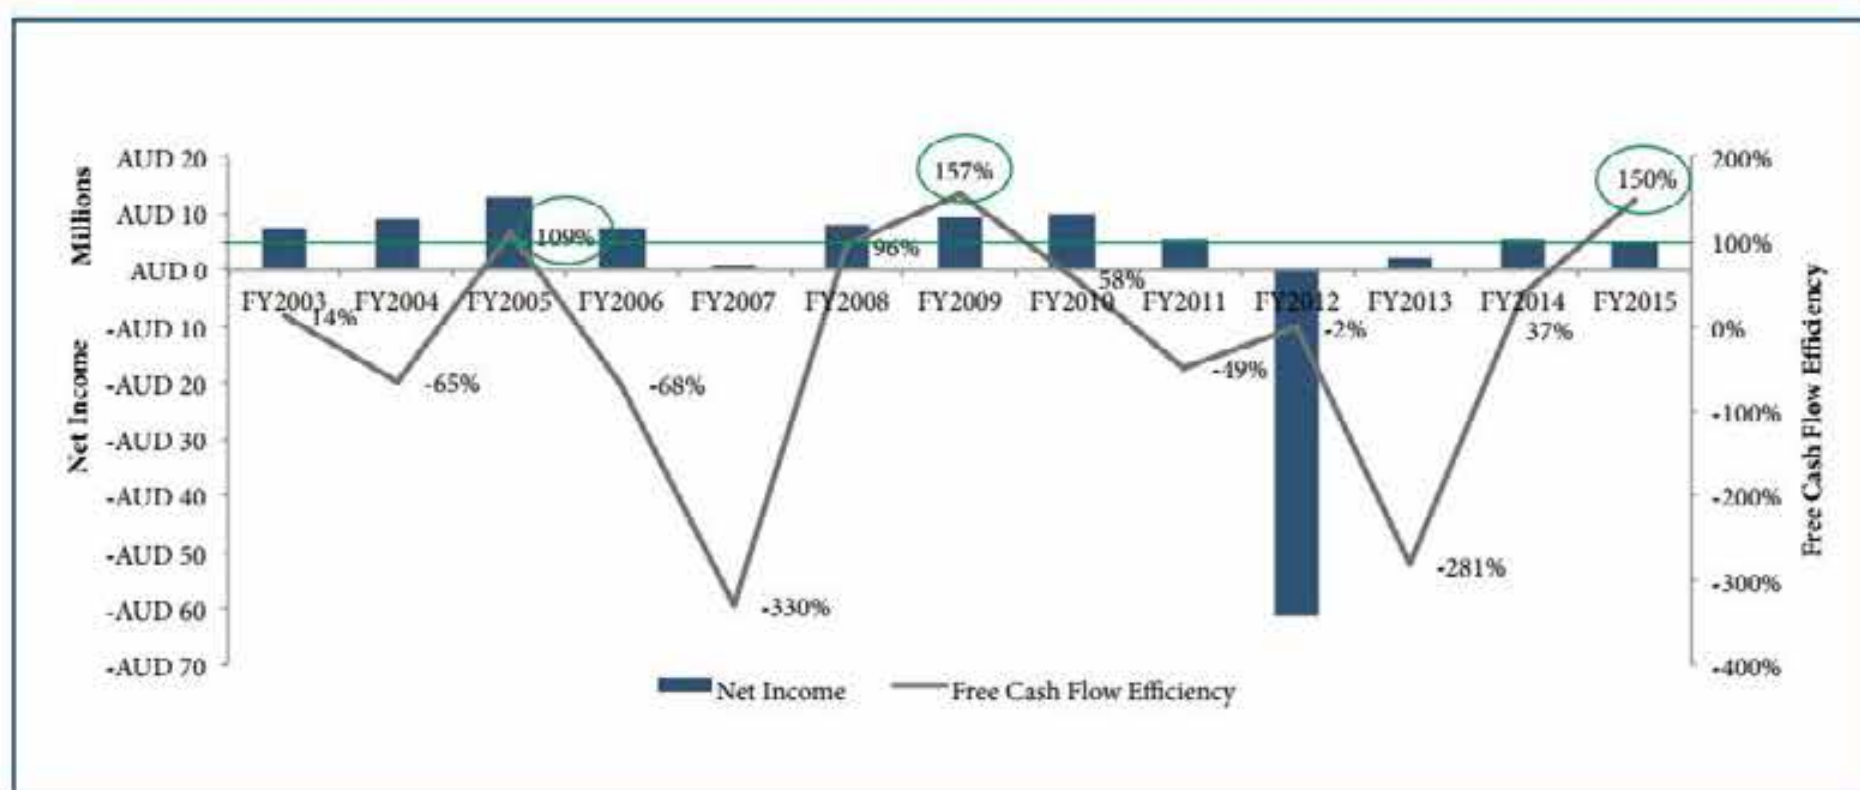 Millions
Net Income
AUD 20
AUD 10
AUD 0
-AUD 10
-AUD 20
-AUD 30
-AUD 40
-AUD 50
-AUD 60
-AUD 70
FY2003 FY2004 FY2005 FY2006 FY2007 FY2008 FY2009 FY2010 FY2011 FY2012 FY2013 FY2014 FY2015
14%
-65%
109%
-68%
-330%
96%
157%
58%
-49%
-2%
-281%
37%
150%
200%
100%
0%
-100%
-200%
-300%
-400%
Free Cash Flow Efficiency
Net Income Free Cash Flow Efficiency